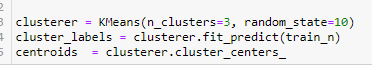 clusterer = KMeans(n_clusters=3, random_state=10)
cluster_labels = clusterer.fit_predict(train_n)
centroids  = clusterer.cluster_centers_